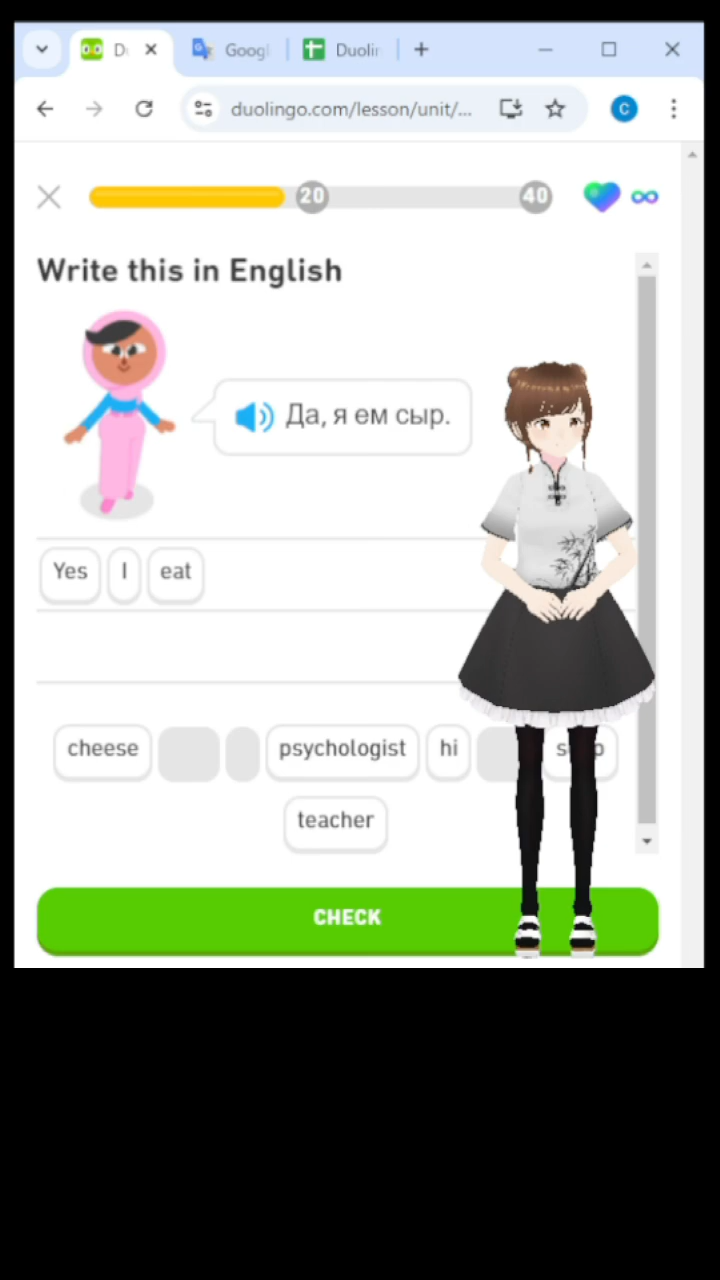 Googl
Duolin
duolingo.com/lesson/unit/...
C
20
40
Write this in English
Да, я ем сыр.
Yes I eat
cheese psychologist hi
teacher
CHECK